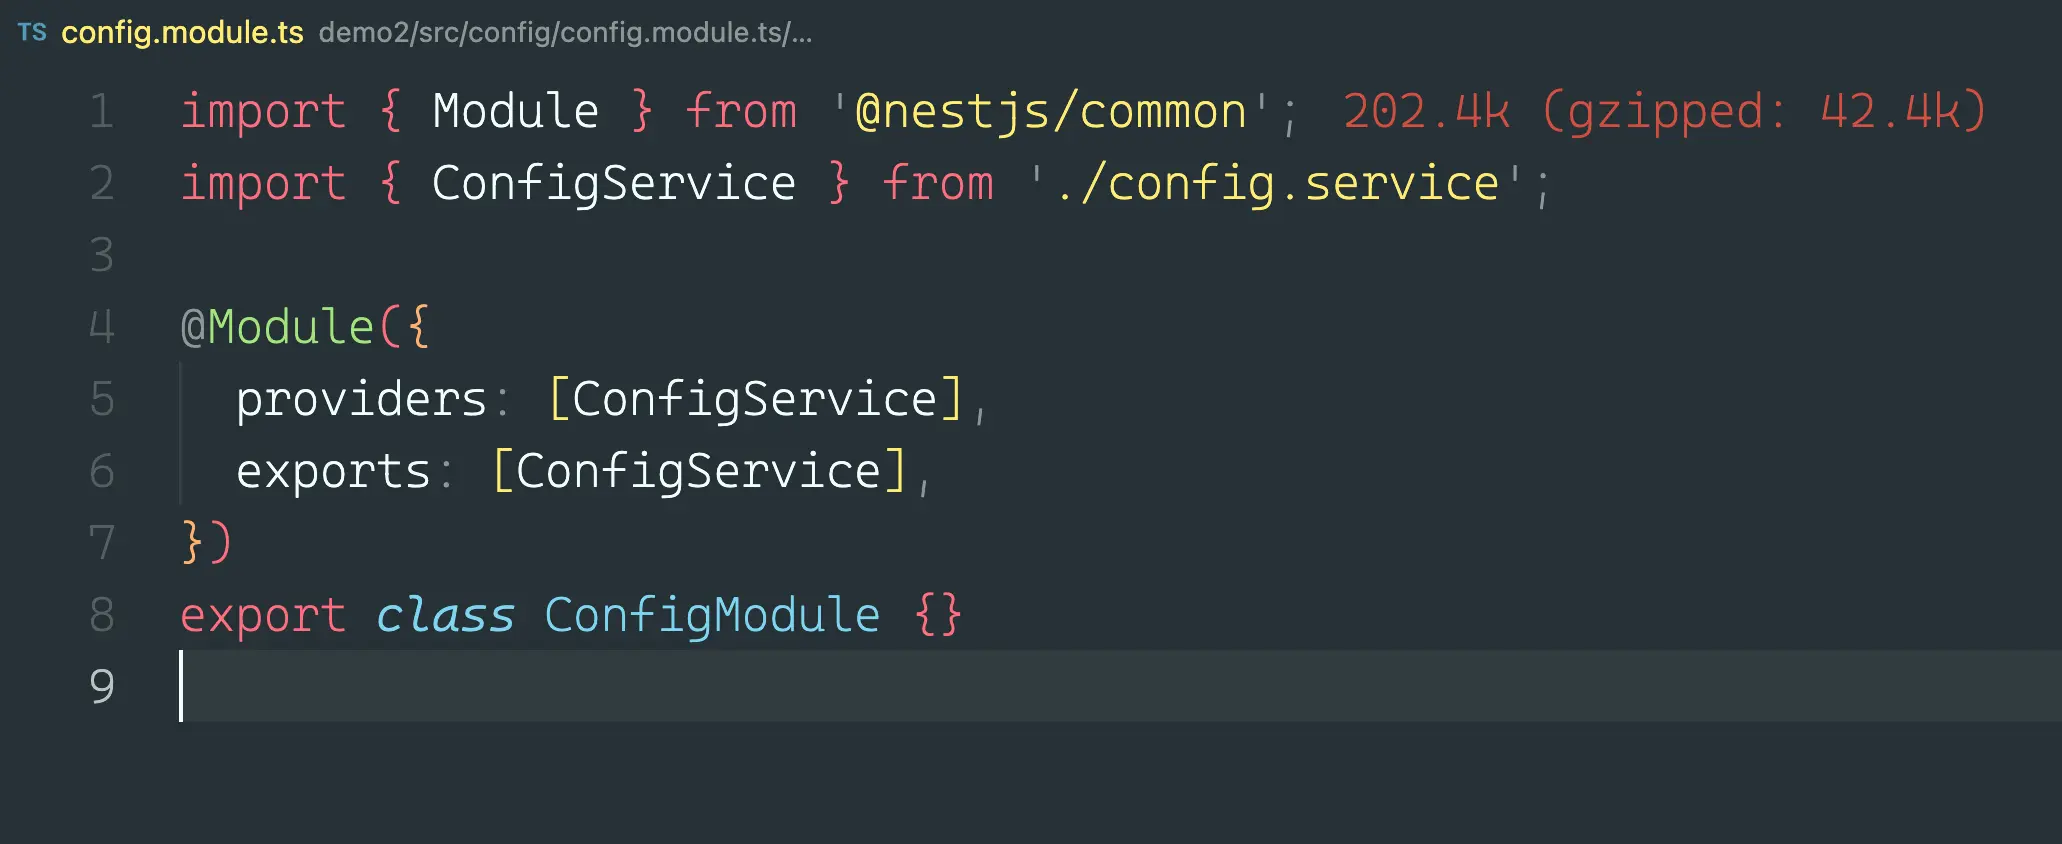 TS config.module.ts demo2/src/config/config.module.ts/...
1 import { Module } from '@nestjs/common'; 202.4k (gzipped: 42.4k)
2 import { ConfigService } from './config.service';
3
4 @Module({
5   providers: [ConfigService],
6   exports: [ConfigService],
7 })
8 export class ConfigModule {}
9